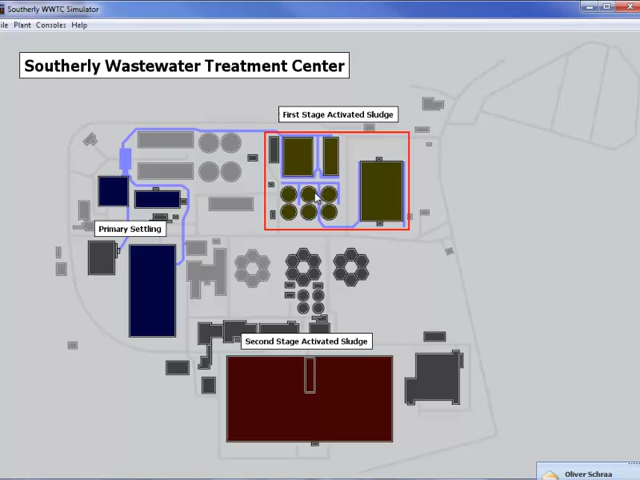 Southerly WWTC Simulator
ile Plant Consoles Help
Southerly Wastewater Treatment Center
First Stage Activated Sludge
Primary Settling
Second Stage Activated Sludge
Oliver Schraa